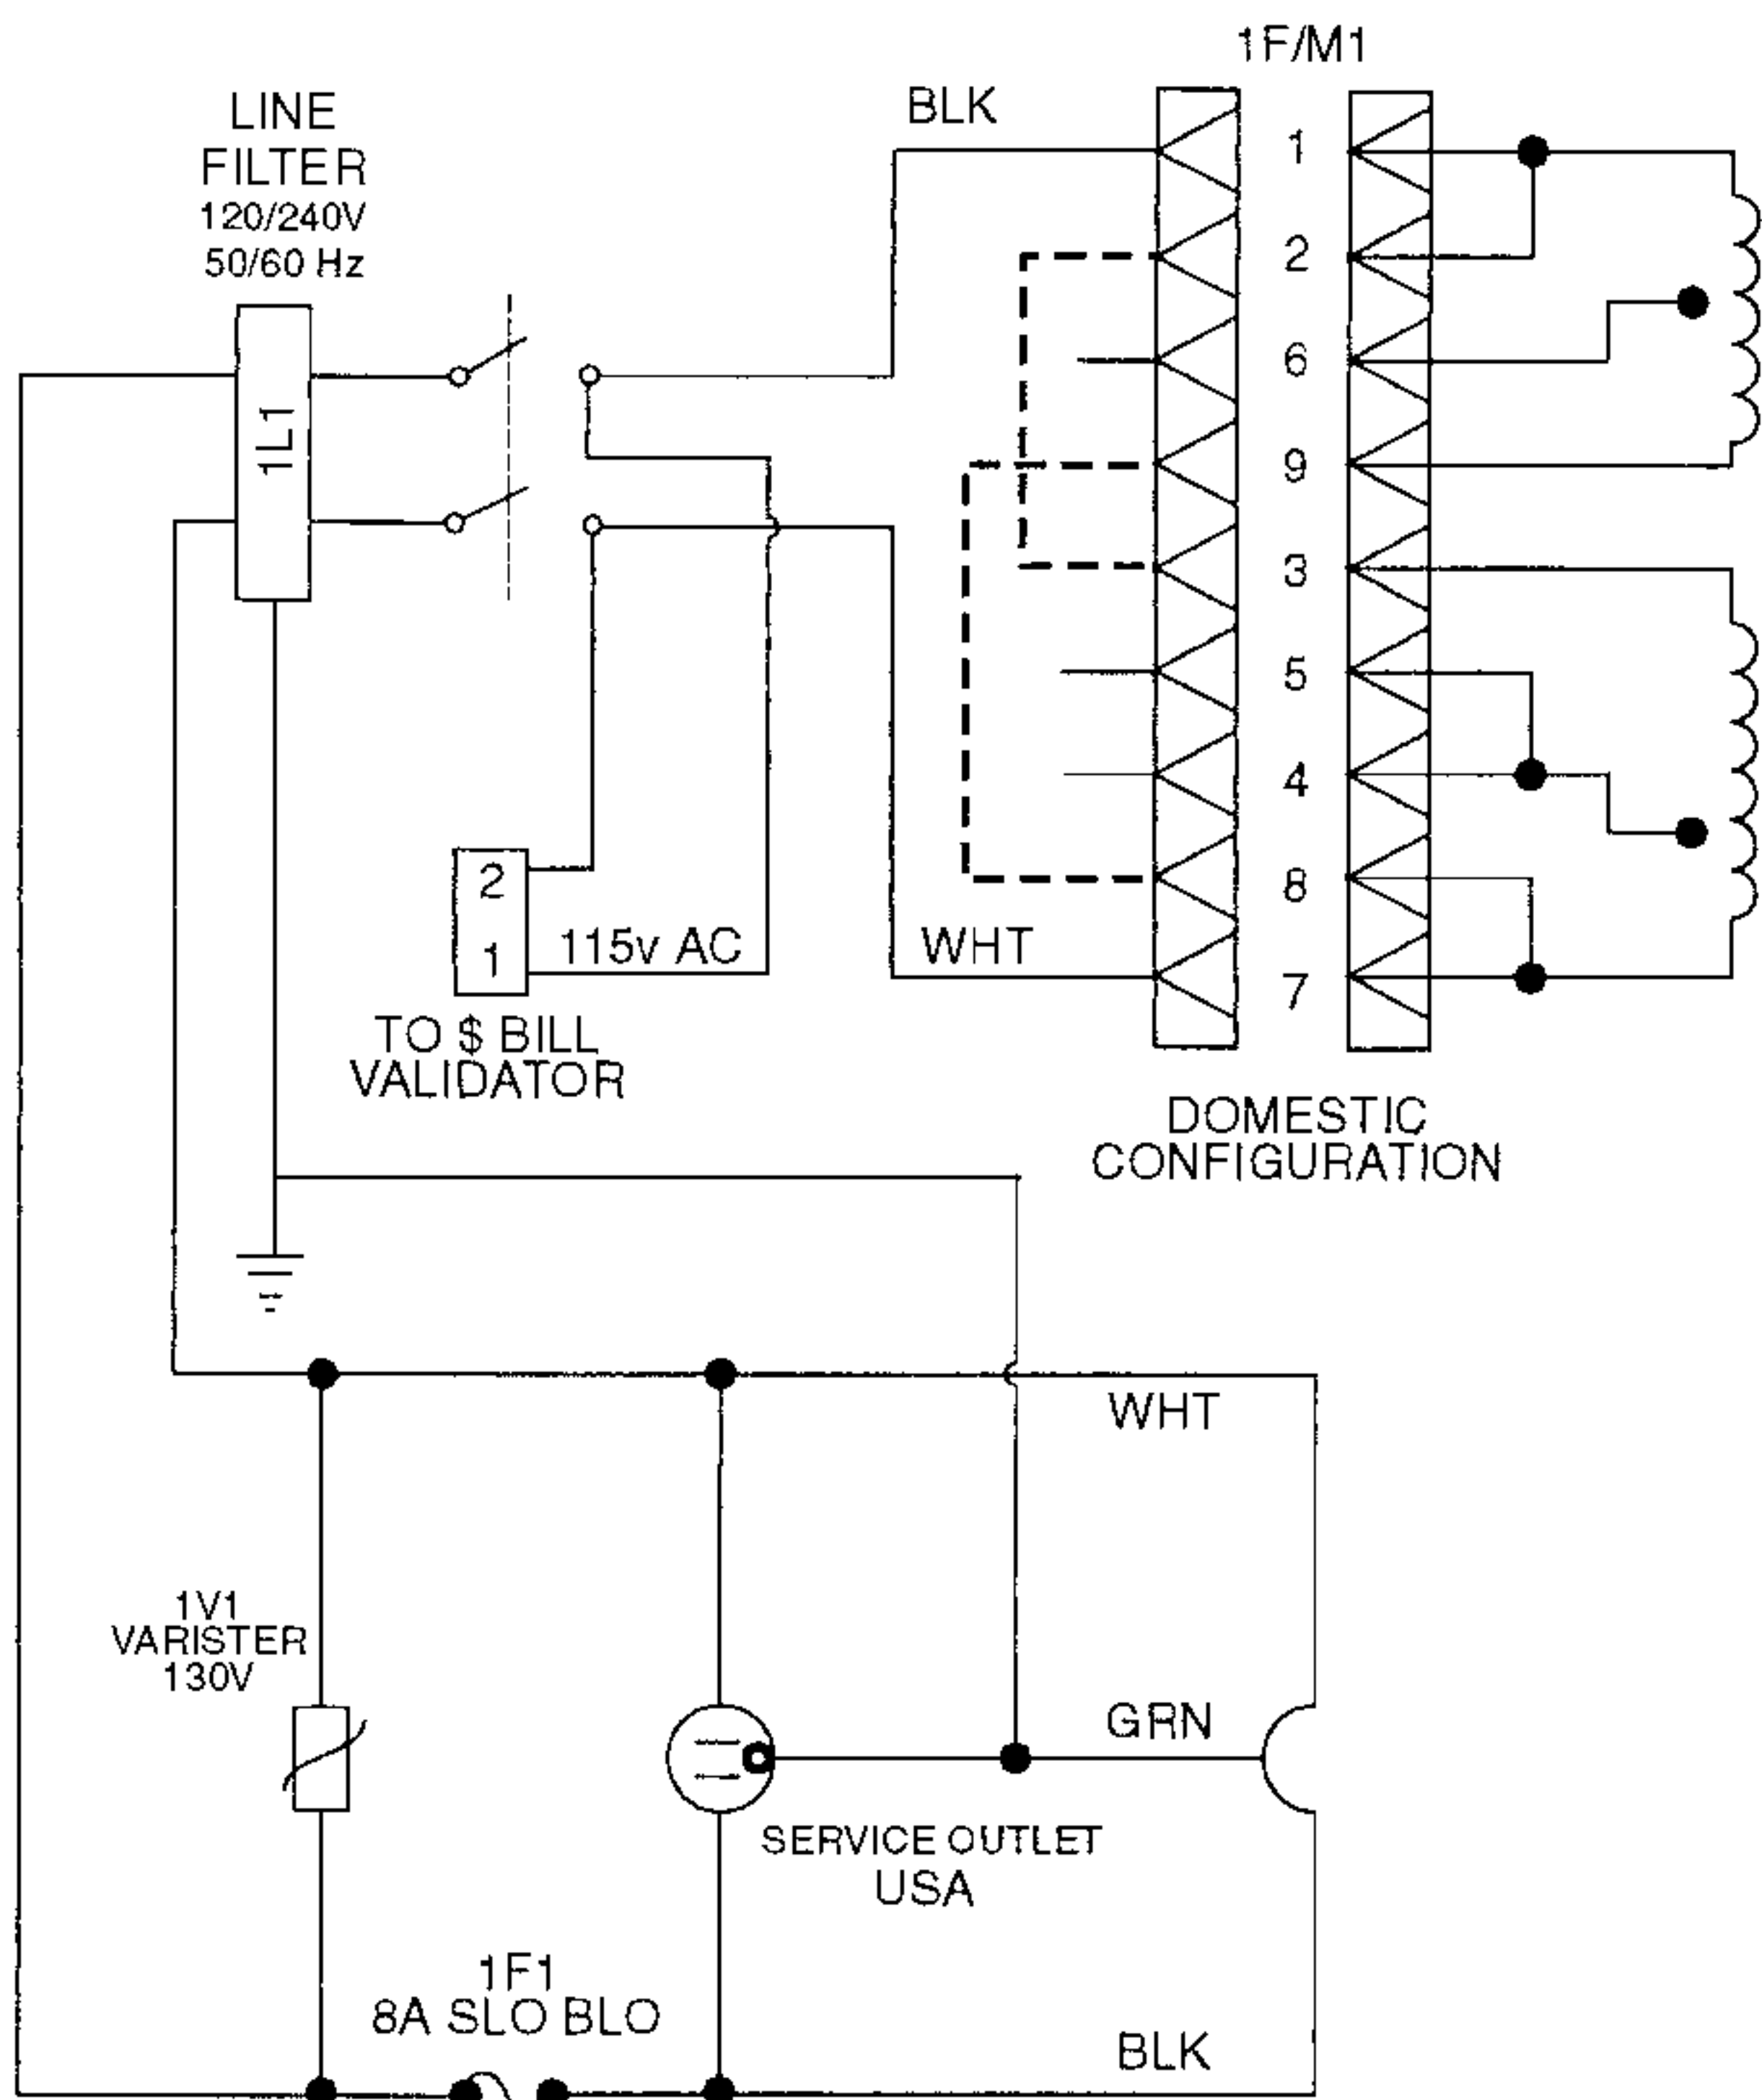 1F/M1
LINE
FILTER
120/240V
50/60 Hz
BLK
1
2
6
9
3
5
4
8
7
1L1
2
1
115v AC
WHT
TO $ BILL
VALIDATOR
DOMESTIC
CONFIGURATION
WHT
1V1
VARISTER
130V
GRN
SERVICE OUTLET
USA
1F1
8A SLO BLO
BLK